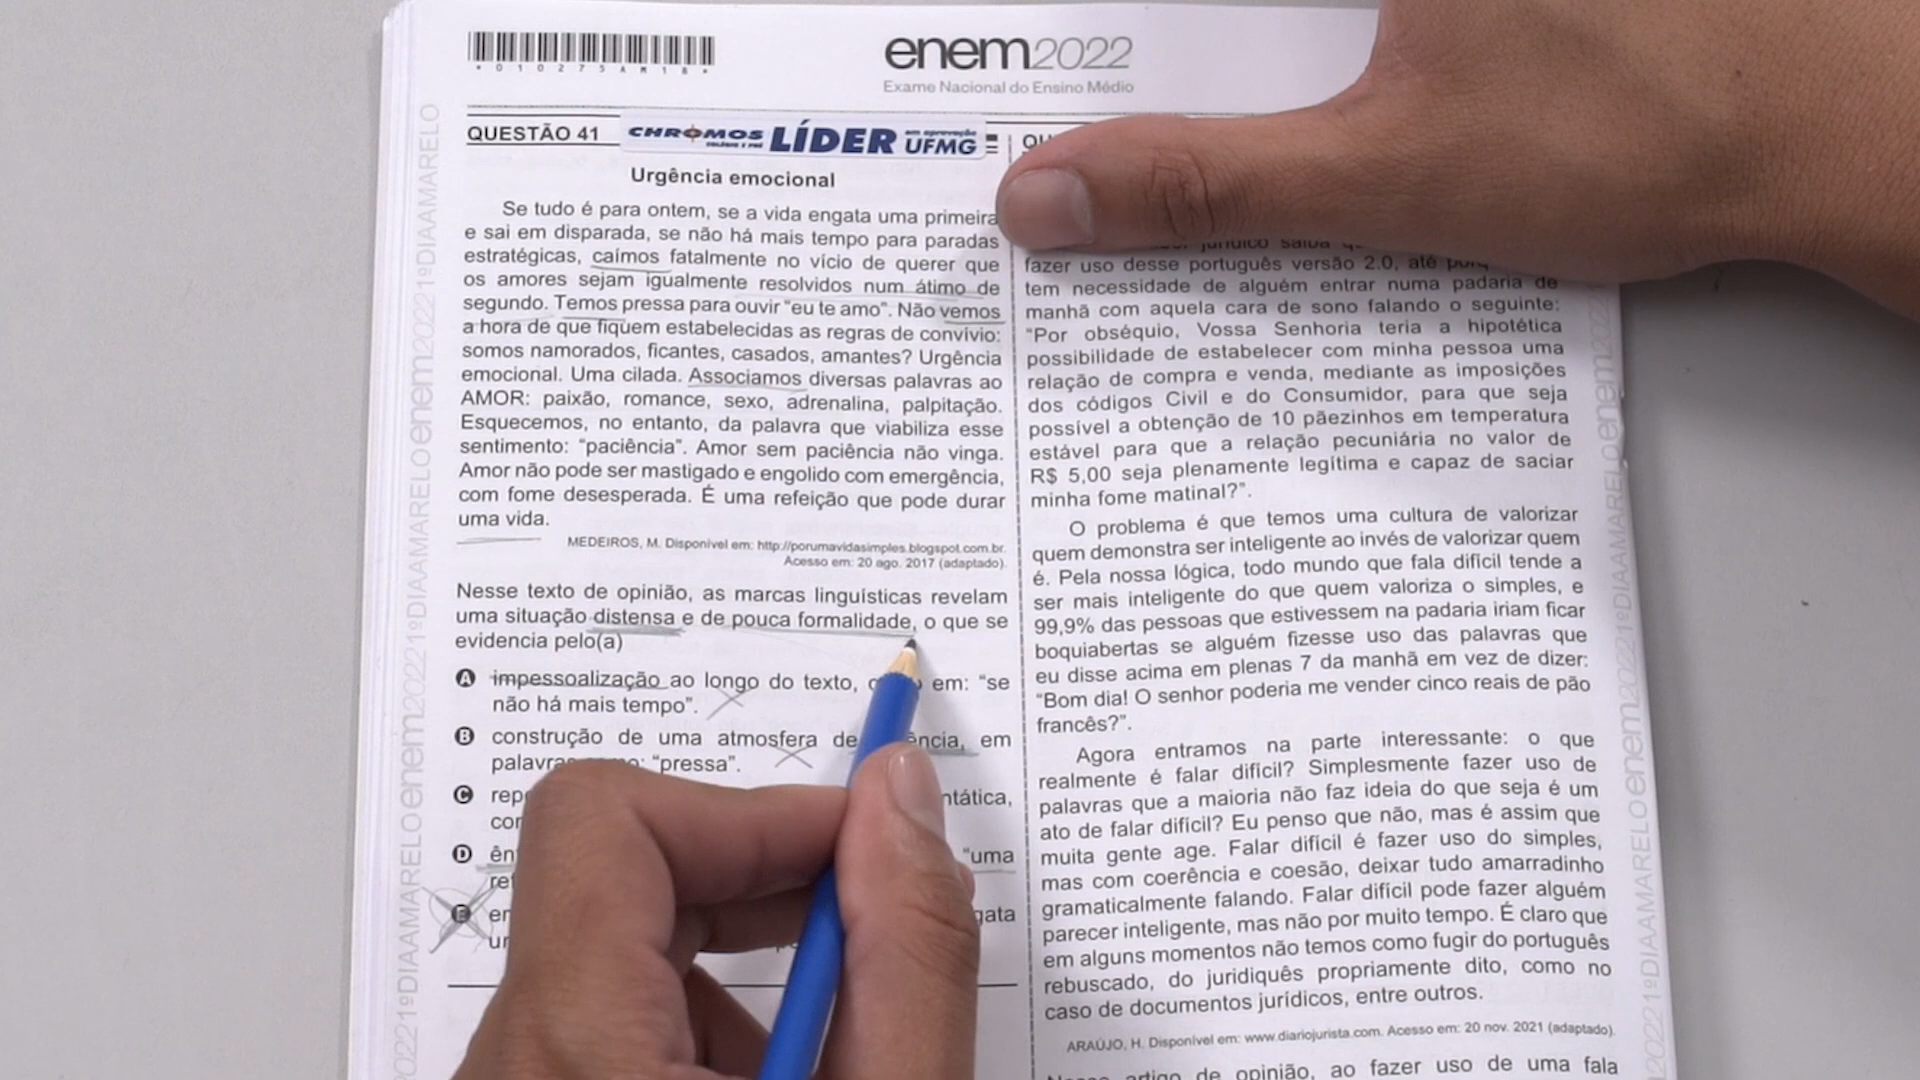 *010275AM18*
enem2022
Exame Nacional do Ensino Médio
QUESTÃO 41
CHROMOS
COLÉGIO E PRÉ
LÍDER
em aprovação
UFMG
Urgência emocional
Se tudo é para ontem, se a vida engata uma primeira
e sai em disparada, se não há mais tempo para paradas
estratégicas, caímos fatalmente no vício de querer que
os amores sejam igualmente resolvidos num átimo de
segundo. Temos pressa para ouvir “eu te amo”. Não vemos
a hora de que fiquem estabelecidas as regras de convívio:
somos namorados, ficantes, casados, amantes? Urgência
emocional. Uma cilada. Associamos diversas palavras ao
AMOR: paixão, romance, sexo, adrenalina, palpitação.
Esquecemos, no entanto, da palavra que viabiliza esse
sentimento: “paciência”. Amor sem paciência não vinga.
Amor não pode ser mastigado e engolido com emergência,
com fome desesperada. É uma refeição que pode durar
uma vida.
MEDEIROS, M. Disponível em: http://porumavidasimples.blogspot.com.br.
Acesso em: 20 ago. 2017 (adaptado).
Nesse texto de opinião, as marcas linguísticas revelam
uma situação distensa e de pouca formalidade, o que se
evidencia pelo(a)
A impessoalização ao longo do texto, em: “se
não há mais tempo”.
B construção de uma atmosfera de em
“pressa”.
C
D “uma
E
jurídico saiba
fazer uso desse português versão 2.0, até
tem necessidade de alguém entrar numa padaria de
manhã com aquela cara de sono falando o seguinte:
“Por obséquio, Vossa Senhoria teria a hipotética
possibilidade de estabelecer com minha pessoa uma
relação de compra e venda, mediante as imposições
dos códigos Civil e do Consumidor, para que seja
possível a obtenção de 10 pãezinhos em temperatura
estável para que a relação pecuniária no valor de
R$ 5,00 seja plenamente legítima e capaz de saciar
minha fome matinal?”.
O problema é que temos uma cultura de valorizar
quem demonstra ser inteligente ao invés de valorizar quem
é. Pela nossa lógica, todo mundo que fala difícil tende a
ser mais inteligente do que quem valoriza o simples, e
99,9% das pessoas que estivessem na padaria iriam ficar
boquiabertas se alguém fizesse uso das palavras que
eu disse acima em plenas 7 da manhã em vez de dizer:
“Bom dia! O senhor poderia me vender cinco reais de pão
francês?”.
Agora entramos na parte interessante: o que
realmente é falar difícil? Simplesmente fazer uso de
palavras que a maioria não faz ideia do que seja é um
ato de falar difícil? Eu penso que não, mas é assim que
muita gente age. Falar difícil é fazer uso do simples,
mas com coerência e coesão, deixar tudo amarradinho
gramaticalmente falando. Falar difícil pode fazer alguém
parecer inteligente, mas não por muito tempo. É claro que
em alguns momentos não temos como fugir do português
rebuscado, do juridiquês propriamente dito, como no
caso de documentos jurídicos, entre outros.
ARAÚJO, H. Disponível em: www.diariojurista.com. Acesso em: 20 nov. 2021 (adaptado).
artigo de opinião, ao fazer uso de uma fala
1ºDIAAMARELO
enem20221ºDIAAMARELOenem20221ºDIAAMARELOenem20221ºDIAAMARELO
enem20221ºDIAAMARELOenem20221ºDIAAMARELO